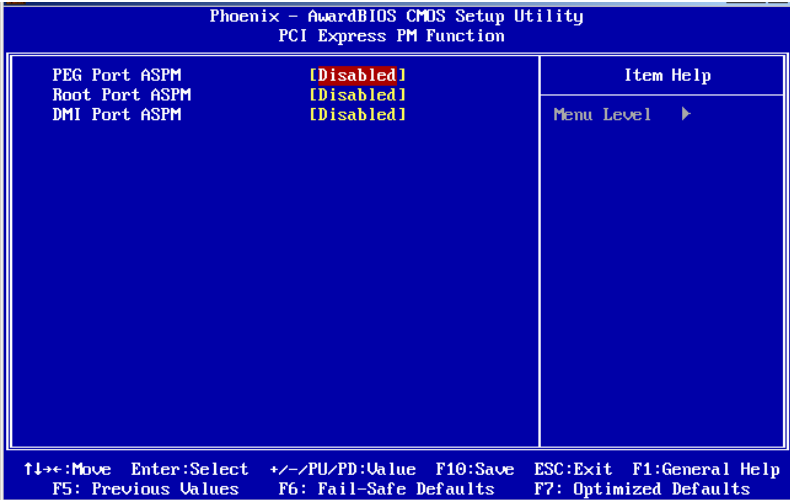 Phoenix - AwardBIOS CMOS Setup Utility
PCI Express PM Function
PEG Port ASPM [Disabled]
Root Port ASPM [Disabled]
DMI Port ASPM [Disabled]
Item Help
Menu Level ▶
↑↓→←:Move Enter:Select +/-/PU/PD:Value F10:Save ESC:Exit F1:General Help
F5: Previous Values F6: Fail-Safe Defaults F7: Optimized Defaults